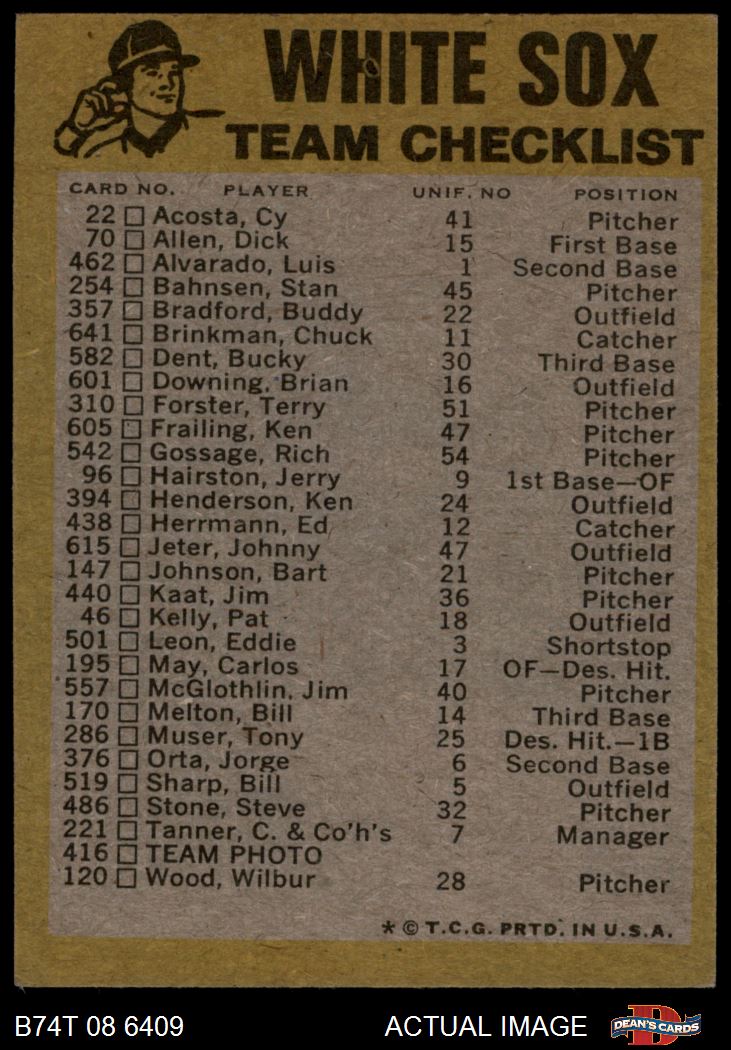 WHITE SOX
TEAM CHECKLIST
CARD NO. PLAYER UNIF. NO POSITION
22 Acosta, Cy 41 Pitcher
70 Allen, Dick 15 First Base
462 Alvarado, Luis 1 Second Base
254 Bahnsen, Stan 45 Pitcher
357 Bradford, Buddy 22 Outfield
641 Brinkman, Chuck 11 Catcher
582 Dent, Bucky 30 Third Base
601 Downing, Brian 16 Outfield
310 Forster, Terry 51 Pitcher
605 Frailing, Ken 47 Pitcher
542 Gossage, Rich 54 Pitcher
96 Hairston, Jerry 9 1st Base—OF
394 Henderson, Ken 24 Outfield
438 Herrmann, Ed 12 Catcher
615 Jeter, Johnny 47 Outfield
147 Johnson, Bart 21 Pitcher
440 Kaat, Jim 36 Pitcher
46 Kelly, Pat 18 Outfield
501 Leon, Eddie 3 Shortstop
195 May, Carlos 17 OF—Des. Hit.
557 McGlothlin, Jim 40 Pitcher
170 Melton, Bill 14 Third Base
286 Muser, Tony 25 Des. Hit.—1B
376 Orta, Jorge 6 Second Base
519 Sharp, Bill 5 Outfield
486 Stone, Steve 32 Pitcher
221 Tanner, C. & Co'h's 7 Manager
416 TEAM PHOTO
120 Wood, Wilbur 28 Pitcher
* © T.C.G. PRTD. IN U.S.A.
B74T 08 6409 ACTUAL IMAGE DEAN'S CARDS